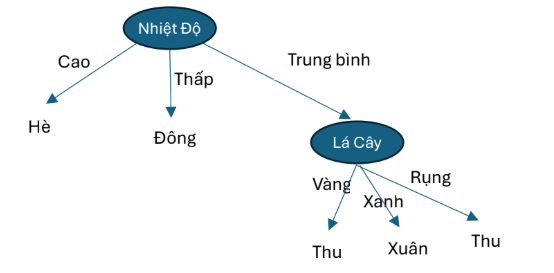 Nhiệt Độ
Cao
Thấp
Trung bình
Hè
Đông
Lá Cây
Vàng
Xanh
Rụng
Thu
Xuân
Thu